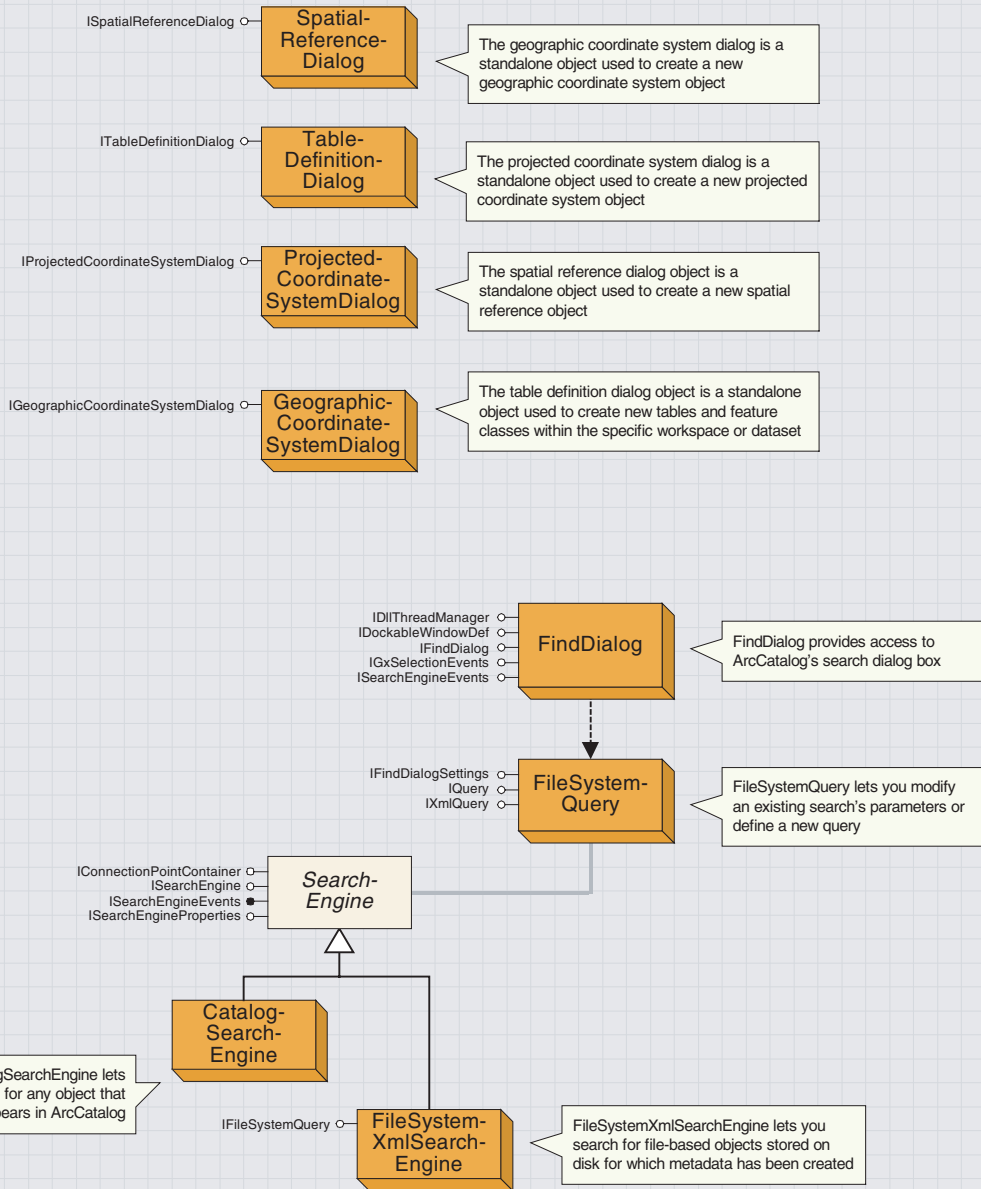 ISpatialReferenceDialog
Spatial-
Reference-
Dialog
The geographic coordinate system dialog is a
standalone object used to create a new
geographic coordinate system object
ITableDefinitionDialog
Table-
Definition-
Dialog
The projected coordinate system dialog is a
standalone object used to create a new projected
coordinate system object
IProjectedCoordinateSystemDialog
Projected-
Coordinate-
SystemDialog
The spatial reference dialog object is a
standalone object used to create a new spatial
reference object
IGeographicCoordinateSystemDialog
Geographic-
Coordinate-
SystemDialog
The table definition dialog object is a standalone
object used to create new tables and feature
classes within the specific workspace or dataset
IDllThreadManager
IDockableWindowDef
IFindDialog
IGxSelectionEvents
ISearchEngineEvents
FindDialog
FindDialog provides access to
ArcCatalog's search dialog box
IFindDialogSettings
IQuery
IXmlQuery
FileSystem-
Query
FileSystemQuery lets you modify
an existing search's parameters or
define a new query
IConnectionPointContainer
ISearchEngine
ISearchEngineEvents
ISearchEngineProperties
Search-
Engine
Catalog-
Search-
Engine
gSearchEngine lets
for any object that
pears in ArcCatalog
IFileSystemQuery
FileSystem-
XmlSearch-
Engine
FileSystemXmlSearchEngine lets you
search for file-based objects stored on
disk for which metadata has been created